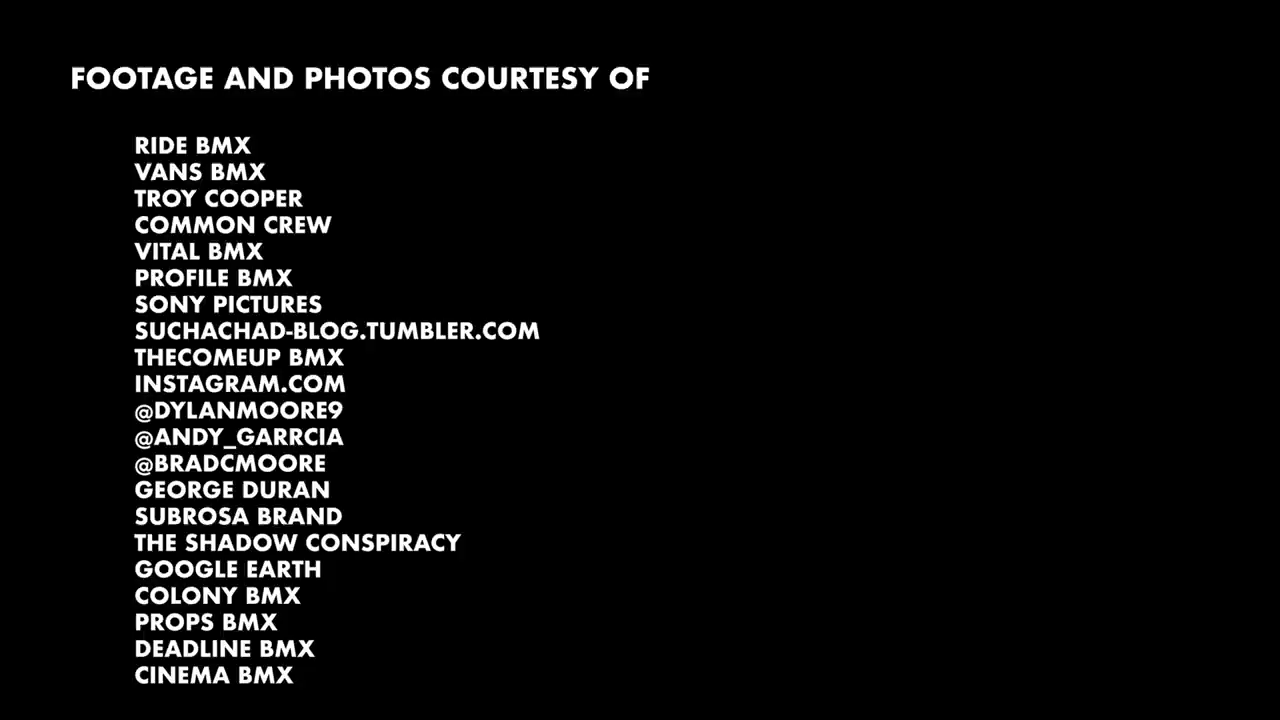 FOOTAGE AND PHOTOS COURTESY OF
RIDE BMX
VANS BMX
TROY COOPER
COMMON CREW
VITAL BMX
PROFILE BMX
SONY PICTURES
SUCHACHAD-BLOG.TUMBLER.COM
THECOMEUP BMX
INSTAGRAM.COM
@DYLANMOORE9
@ANDY_GARRCIA
@BRADCMOORE
GEORGE DURAN
SUBROSA BRAND
THE SHADOW CONSPIRACY
GOOGLE EARTH
COLONY BMX
PROPS BMX
DEADLINE BMX
CINEMA BMX